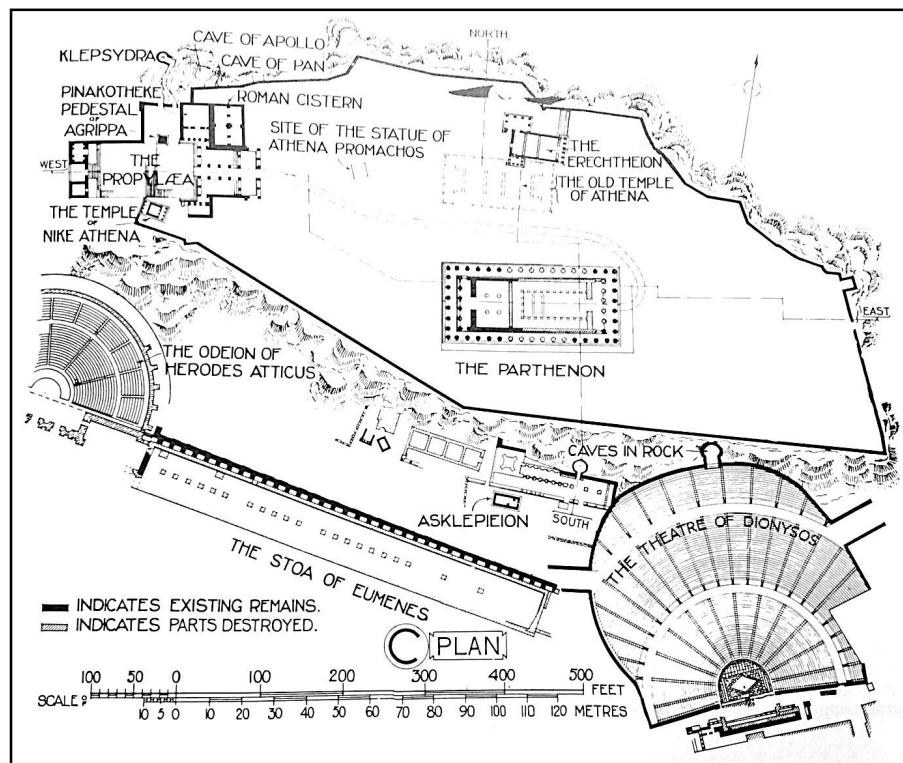 CAVE OF APOLLO
KLEPSYDRA
CAVE OF PAN
NORTH
PINAKOTHEKE
PEDESTAL
OF
AGRIPPA
ROMAN CISTERN
SITE OF THE STATUE OF
ATHENA PROMACHOS
THE
ERECHTHEION
WEST
THE
PROPYLÆA
THE OLD TEMPLE
OF ATHENA
THE TEMPLE
OF
NIKE ATHENA
EAST
THE ODEION OF
HERODES ATTICUS
THE PARTHENON
CAVES IN ROCK
ASKLEPIEION
SOUTH
THE THEATRE OF DIONYSOS
THE STOA OF EUMENES
INDICATES EXISTING REMAINS.
INDICATES PARTS DESTROYED.
C PLAN
100 0 100 200 300 400 500 FEET
SCALE OF
10 5 0 10 20 30 40 50 60 70 80 90 100 110 120 METRES